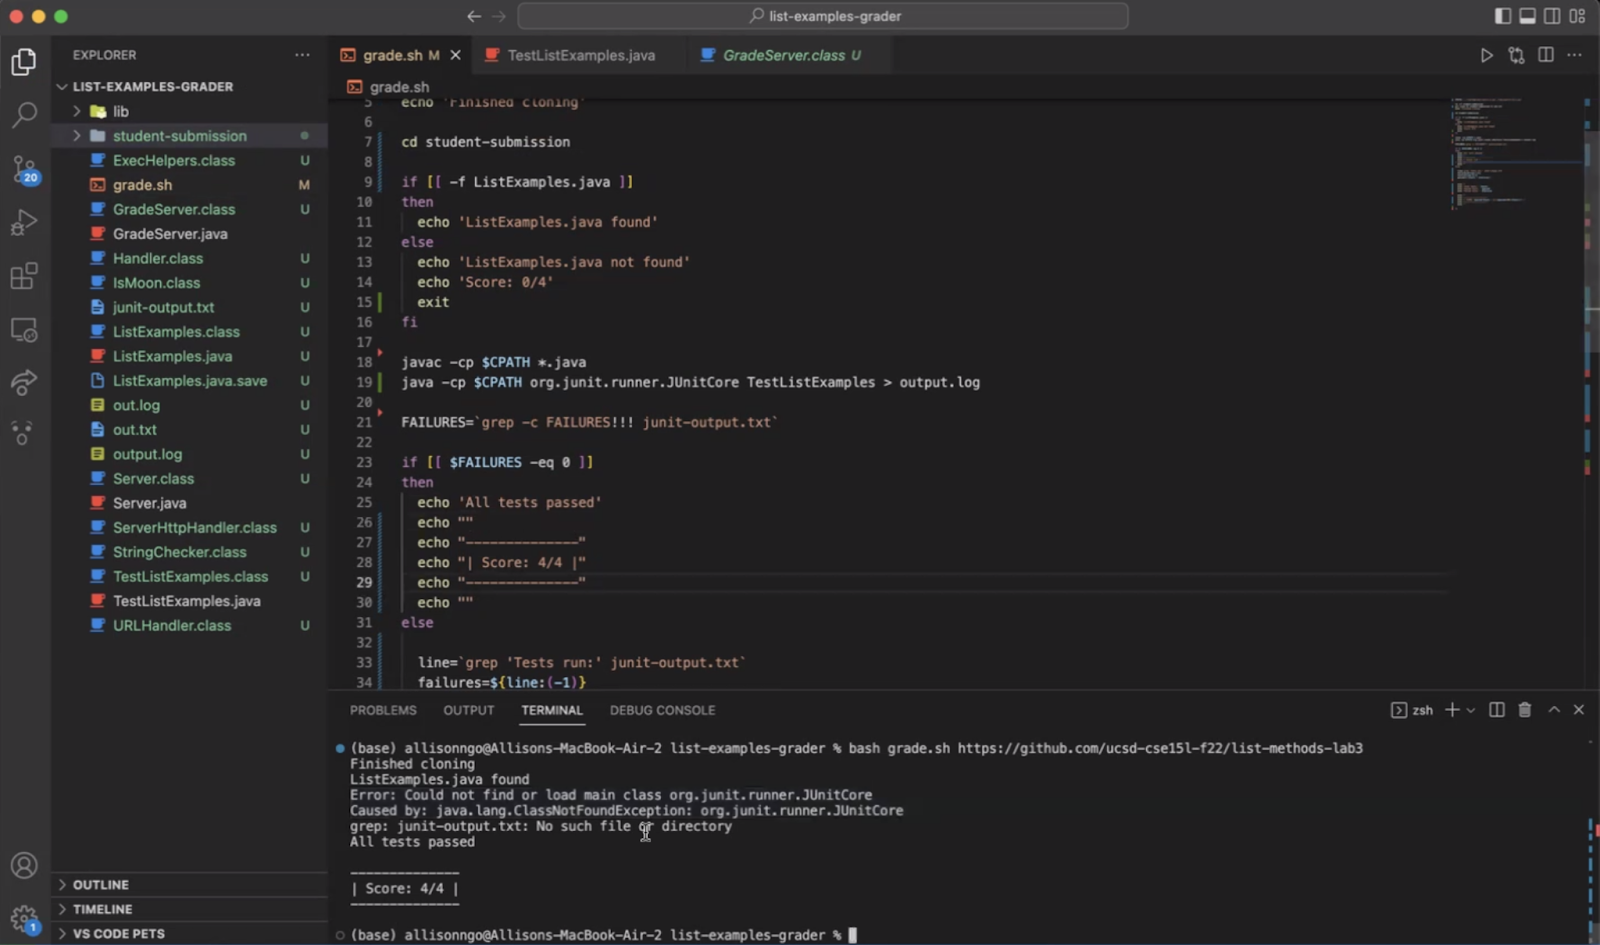 list-examples-grader
EXPLORER
grade.sh M
TestListExamples.java
GradeServer.class U
LIST-EXAMPLES-GRADER
grade.sh
lib
student-submission
ExecHelpers.class U
grade.sh M
GradeServer.class U
GradeServer.java
Handler.class U
IsMoon.class U
junit-output.txt U
ListExamples.class U
ListExamples.java U
ListExamples.java.save U
out.log U
out.txt U
output.log U
Server.class U
Server.java
ServerHttpHandler.class U
StringChecker.class U
TestListExamples.class U
TestListExamples.java
URLHandler.class U
OUTLINE
TIMELINE
VS CODE PETS
20
1
5 echo 'Finished cloning'
6
7 cd student-submission
8
9 if [[ -f ListExamples.java ]]
10 then
11 echo 'ListExamples.java found'
12 else
13 echo 'ListExamples.java not found'
14 echo 'Score: 0/4'
15 exit
16 fi
17
18 javac -cp $CPATH *.java
19 java -cp $CPATH org.junit.runner.JUnitCore TestListExamples > output.log
20
21 FAILURES=`grep -c FAILURES!!! junit-output.txt`
22
23 if [[ $FAILURES -eq 0 ]]
24 then
25 echo 'All tests passed'
26 echo ""
27 echo "--------------"
28 echo "| Score: 4/4 |"
29 echo "--------------"
30 echo ""
31 else
32
33 line=`grep 'Tests run:' junit-output.txt`
34 failures=${line:(-1)}
PROBLEMS OUTPUT TERMINAL DEBUG CONSOLE
zsh
(base) allisonngo@Allisons-MacBook-Air-2 list-examples-grader % bash grade.sh https://github.com/ucsd-cse15l-f22/list-methods-lab3
Finished cloning
ListExamples.java found
Error: Could not find or load main class org.junit.runner.JUnitCore
Caused by: java.lang.ClassNotFoundException: org.junit.runner.JUnitCore
grep: junit-output.txt: No such file or directory
All tests passed
--------------
| Score: 4/4 |
--------------
(base) allisonngo@Allisons-MacBook-Air-2 list-examples-grader %